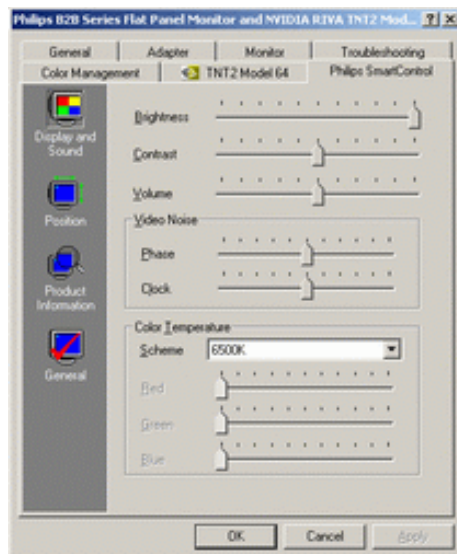 Philips B2B Series Flat Panel Monitor and NVIDIA RIVA TNT2 Mod...
General Adapter Monitor Troubleshooting
Color Management TNT2 Model 64 Philips SmartControl
Display and
Sound
Position
Product
Information
General
Brightness
Contrast
Volume
Video Noise
Phase
Clock
Color Temperature
Scheme 6500K
Red
Green
Blue
OK Cancel Apply